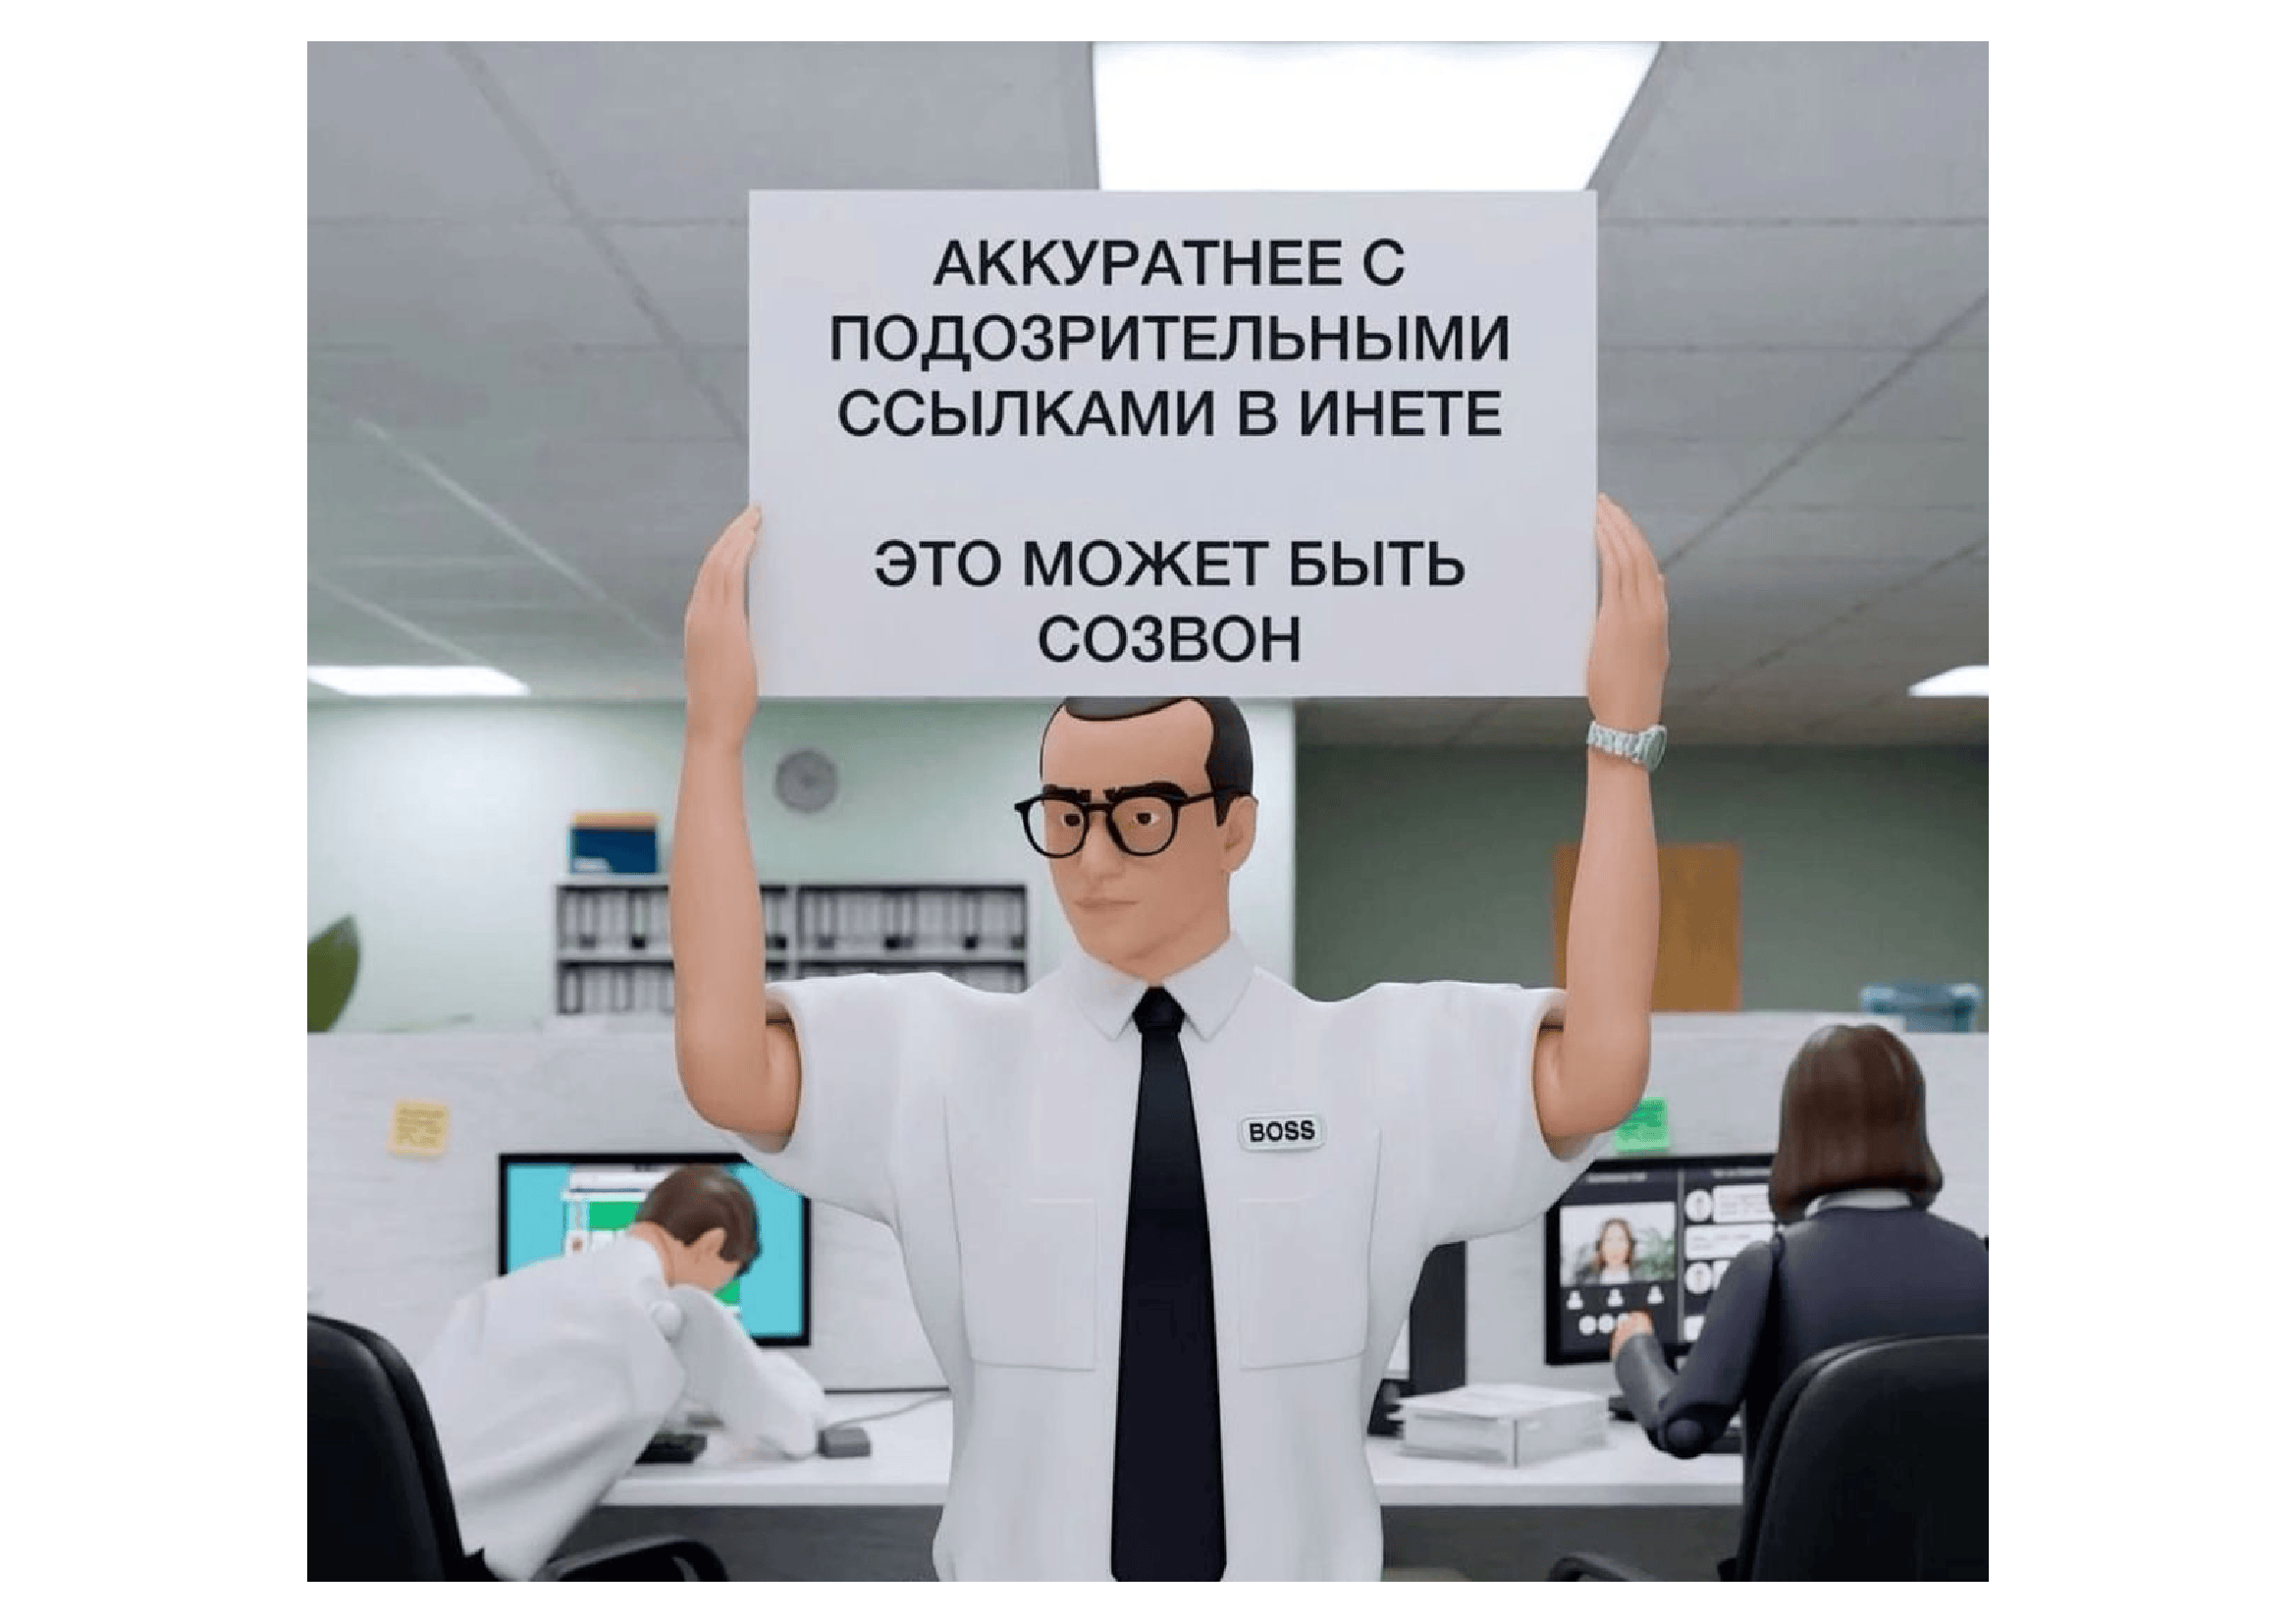 АККУРАТНЕЕ С
ПОДОЗРИТЕЛЬНЫМИ
ССЫЛКАМИ В ИНЕТЕ
ЭТО МОЖЕТ БЫТЬ
СОЗВОН
BOSS